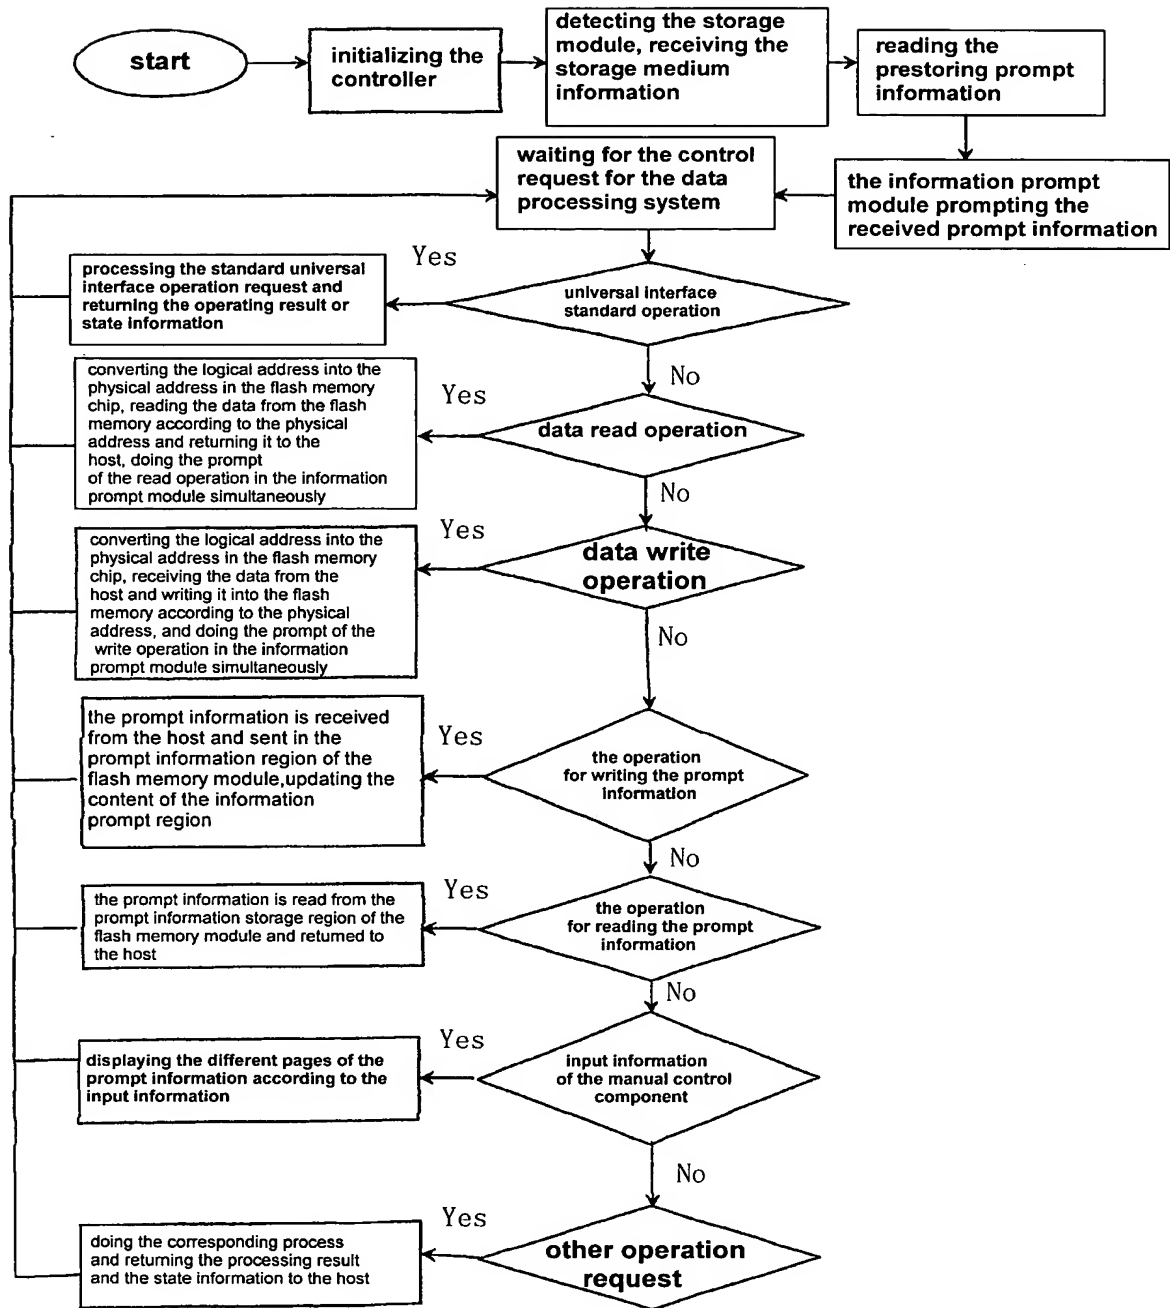 start
initializing the
controller
detecting the storage
module, receiving the
storage medium
information
reading the
prestoring prompt
information
waiting for the control
request for the data
processing system
the information prompt
module prompting the
received prompt information
Yes
processing the standard universal
interface operation request and
returning the operating result or
state information
universal interface
standard operation
No
Yes
converting the logical address into the
physical address in the flash memory
chip, reading the data from the flash
memory according to the physical
address and returning it to the
host, doing the prompt
of the read operation in the information
prompt module simultaneously
data read operation
No
Yes
converting the logical address into the
physical address in the flash memory
chip, receiving the data from the
host and writing it into the flash
memory according to the physical
address, and doing the prompt of the
write operation in the information
prompt module simultaneously
data write
operation
No
Yes
the prompt information is received
from the host and sent in the
prompt information region of the
flash memory module,updating the
content of the information
prompt region
the operation
for writing the prompt
information
No
Yes
the prompt information is read from the
prompt information storage region of the
flash memory module and returned to
the host
the operation
for reading the prompt
information
No
Yes
displaying the different pages of the
prompt information according to the
input information
input information
of the manual control
component
No
Yes
doing the corresponding process
and returning the processing result
and the state information to the host
other operation
request